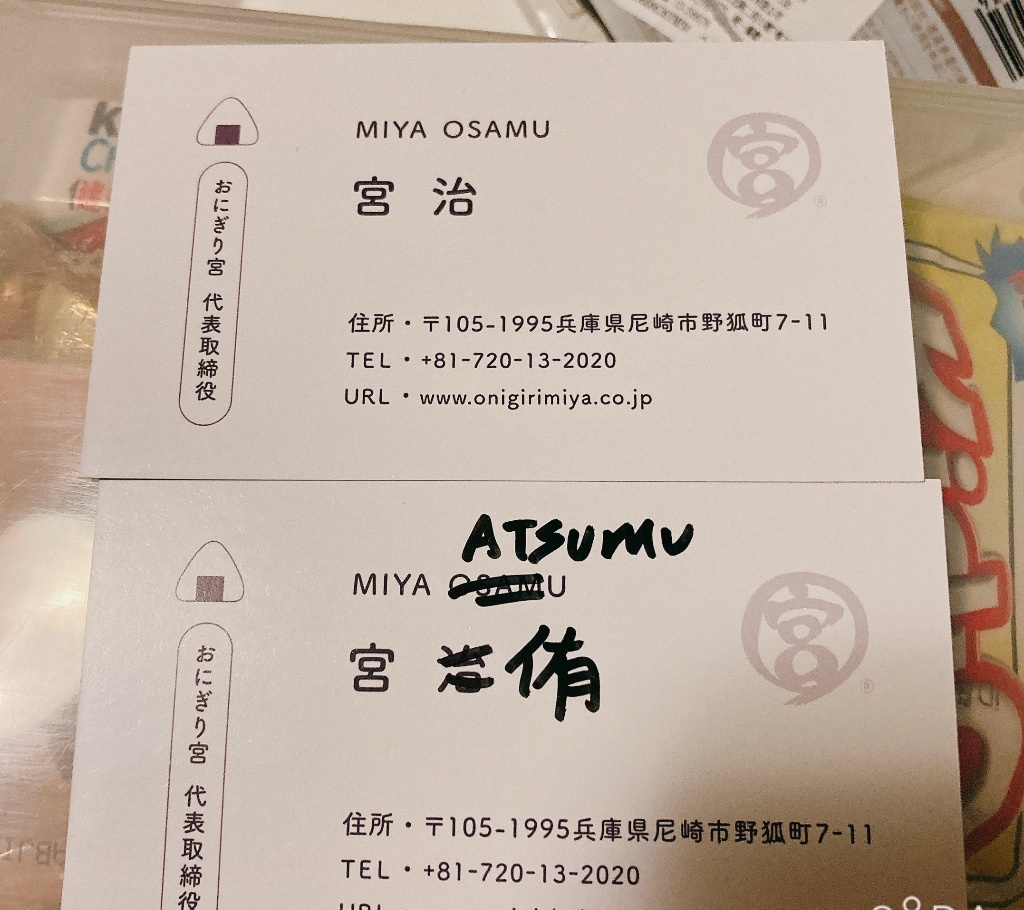 MIYA OSAMU
宮 治
おにぎり宮 代表取締役
宮
住所・〒105-1995兵庫県尼崎市野狐町7-11
TEL・+81-720-13-2020
URL・www.onigirimiya.co.jp
ATSUMU
MIYA OSAMU
宮 治 侑
おにぎり宮 代表取締役
宮
住所・〒105-1995兵庫県尼崎市野狐町7-11
TEL・+81-720-13-2020